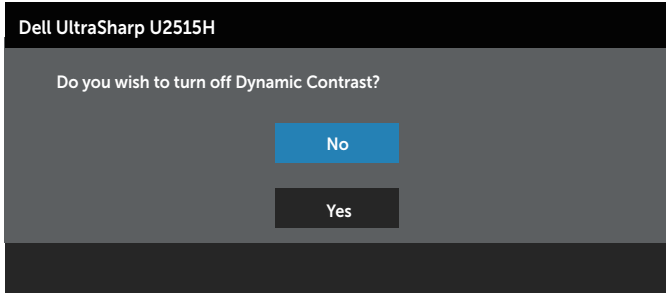 Dell UltraSharp U2515H
Do you wish to turn off Dynamic Contrast?
No
Yes